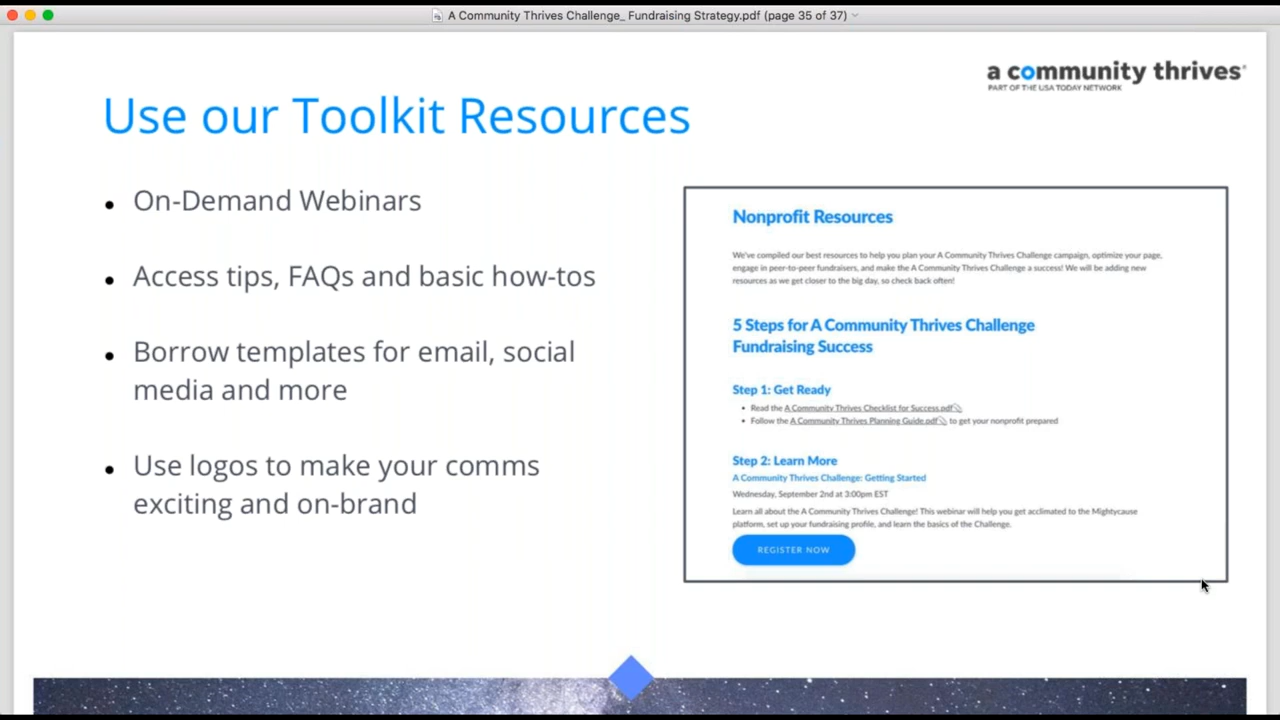 A Community Thrives Challenge_ Fundraising Strategy.pdf (page 35 of 37)
a community thrives®
PART OF THE USA TODAY NETWORK
Use our Toolkit Resources
• On-Demand Webinars
• Access tips, FAQs and basic how-tos
• Borrow templates for email, social
media and more
• Use logos to make your comms
exciting and on-brand
Nonprofit Resources
We've compiled our best resources to help you plan your A Community Thrives Challenge campaign, optimize your page,
engage in peer-to-peer fundraisers, and make the A Community Thrives Challenge a success! We will be adding new
resources as we get closer to the big day, so check back often!
5 Steps for A Community Thrives Challenge
Fundraising Success
Step 1: Get Ready
• Read the A Community Thrives Checklist for Success.pdf
• Follow the A Community Thrives Planning Guide.pdf to get your nonprofit prepared
Step 2: Learn More
A Community Thrives Challenge: Getting Started
Wednesday, September 2nd at 3:00pm EST
Learn all about the A Community Thrives Challenge! This webinar will help you get acclimated to the Mightycause
platform, set up your fundraising profile, and learn the basics of the Challenge.
REGISTER NOW